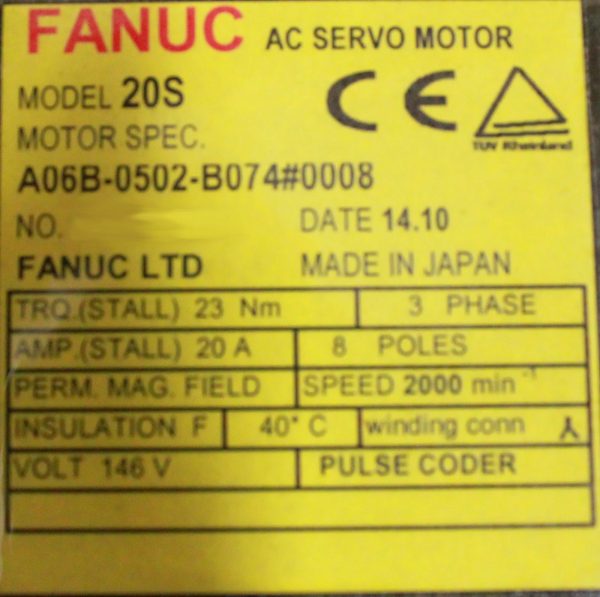 FANUC AC SERVO MOTOR
MODEL 20S
MOTOR SPEC.
TUV Rheinland
A06B-0502-B074#0008
NO. DATE 14.10
FANUC LTD MADE IN JAPAN
TRQ.(STALL) 23 Nm 3 PHASE
AMP.(STALL) 20 A 8 POLES
PERM. MAG. FIELD SPEED 2000 min⁻¹
INSULATION F 40° C winding conn
VOLT 146 V PULSE CODER